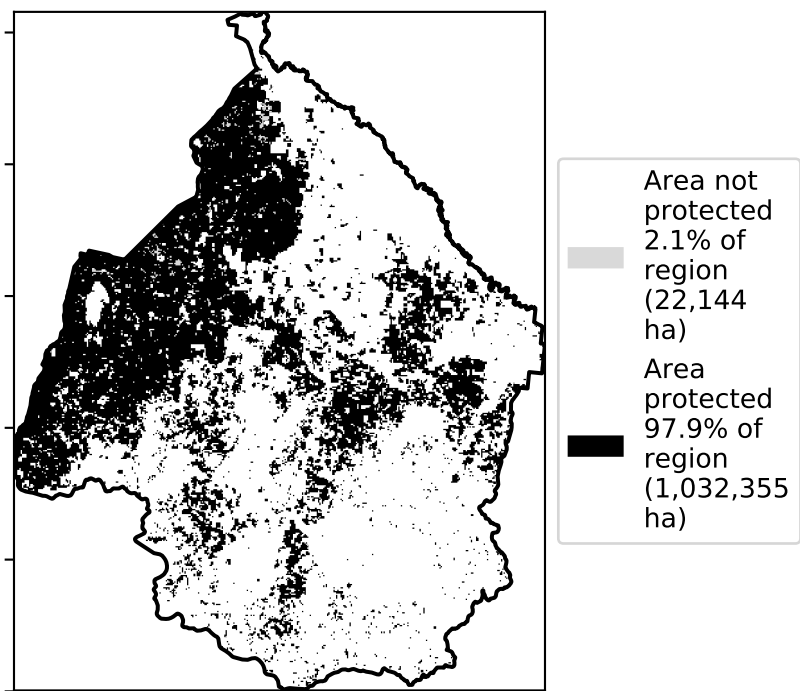 Area not
protected
2.1% of
region
(22,144
ha)
Area
protected
97.9% of
region
(1,032,355
ha)